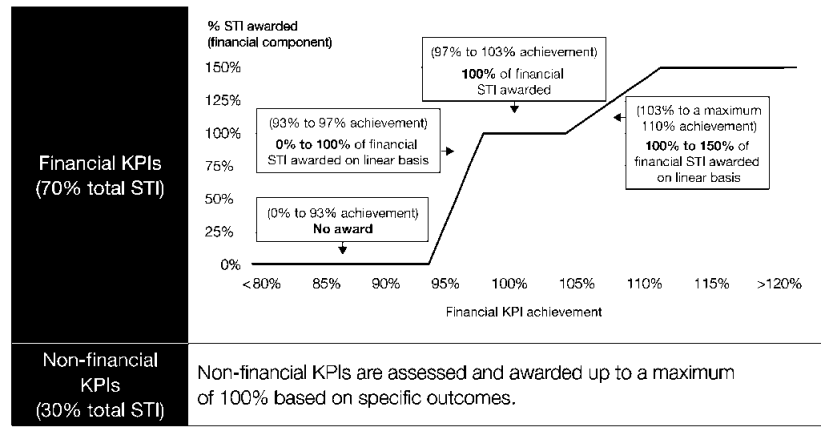 % STI awarded
(financial component)
150%
125%
100%
75%
50%
25%
0%
(97% to 103% achievement)
100% of financial
STI awarded
(93% to 97% achievement)
0% to 100% of financial
STI awarded on linear basis
(103% to a maximum
110% achievement)
100% to 150% of
financial STI awarded
on linear basis
(0% to 93% achievement)
No award
<80% 85% 90% 95% 100% 105% 110% 115% >120%
Financial KPI achievement
Financial KPIs
(70% total STI)
Non-financial
KPIs
(30% total STI)
Non-financial KPIs are assessed and awarded up to a maximum
of 100% based on specific outcomes.